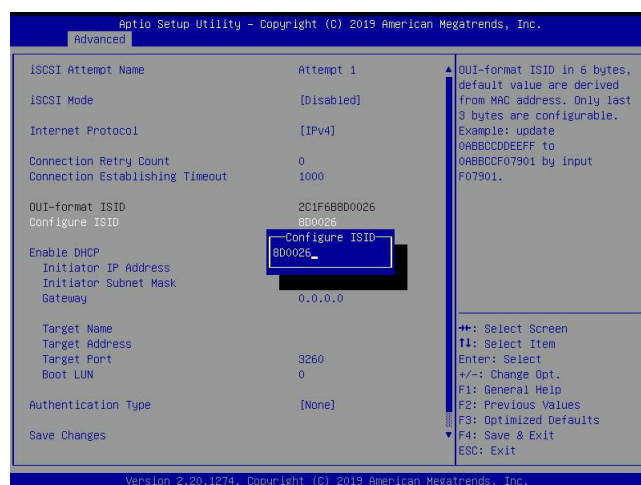 Aptio Setup Utility – Copyright (C) 2019 American Megatrends, Inc.
Advanced
iSCSI Attempt Name Attempt 1
iSCSI Mode [Disabled]
Internet Protocol [IPv4]
Connection Retry Count 0
Connection Establishing Timeout 1000
OUI-format ISID 2C1F6B8D0026
Configure ISID 8D0026
Configure ISID
8D0026_
Enable DHCP
Initiator IP Address
Initiator Subnet Mask
Gateway 0.0.0.0
Target Name
Target Address
Target Port 3260
Boot LUN 0
Authentication Type [None]
Save Changes
OUI-format ISID in 6 bytes,
default value are derived
from MAC address. Only last
3 bytes are configurable.
Example: update
0ABBCCDDEEFF to
0ABBCCF07901 by input
F07901.
→←: Select Screen
↑↓: Select Item
Enter: Select
+/-: Change Opt.
F1: General Help
F2: Previous Values
F3: Optimized Defaults
F4: Save & Exit
ESC: Exit
Version 2.20.1274. Copyright (C) 2019 American Megatrends, Inc.